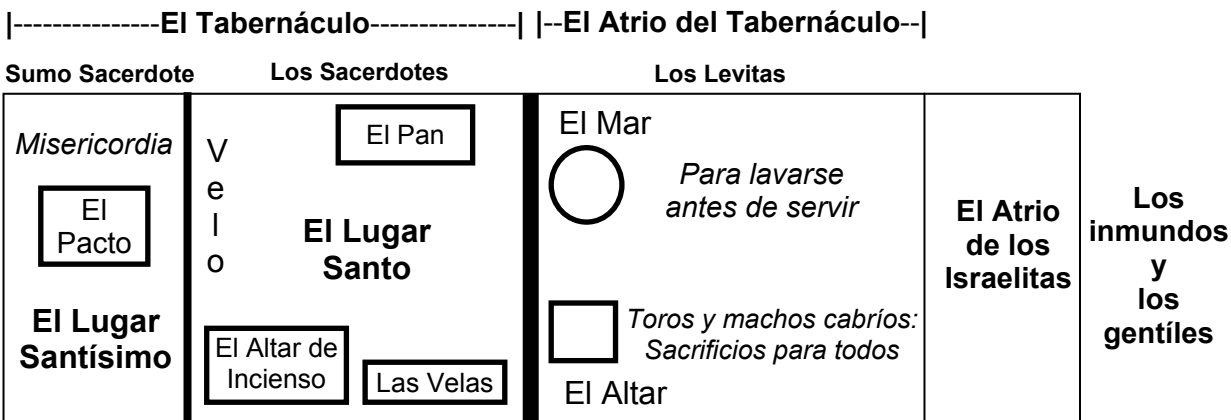 |---------------El Tabernáculo---------------| |--El Atrio del Tabernáculo--|
Sumo Sacerdote Los Sacerdotes Los Levitas
Misericordia
El
Pacto
El Lugar
Santísimo
V
e
l
o
El Pan
El Lugar
Santo
El Altar de
Incienso
Las Velas
El Mar
Para lavarse
antes de servir
Toros y machos cabríos:
Sacrificios para todos
El Altar
El Atrio
de los
Israelitas
Los
inmundos
y
los
gentíles